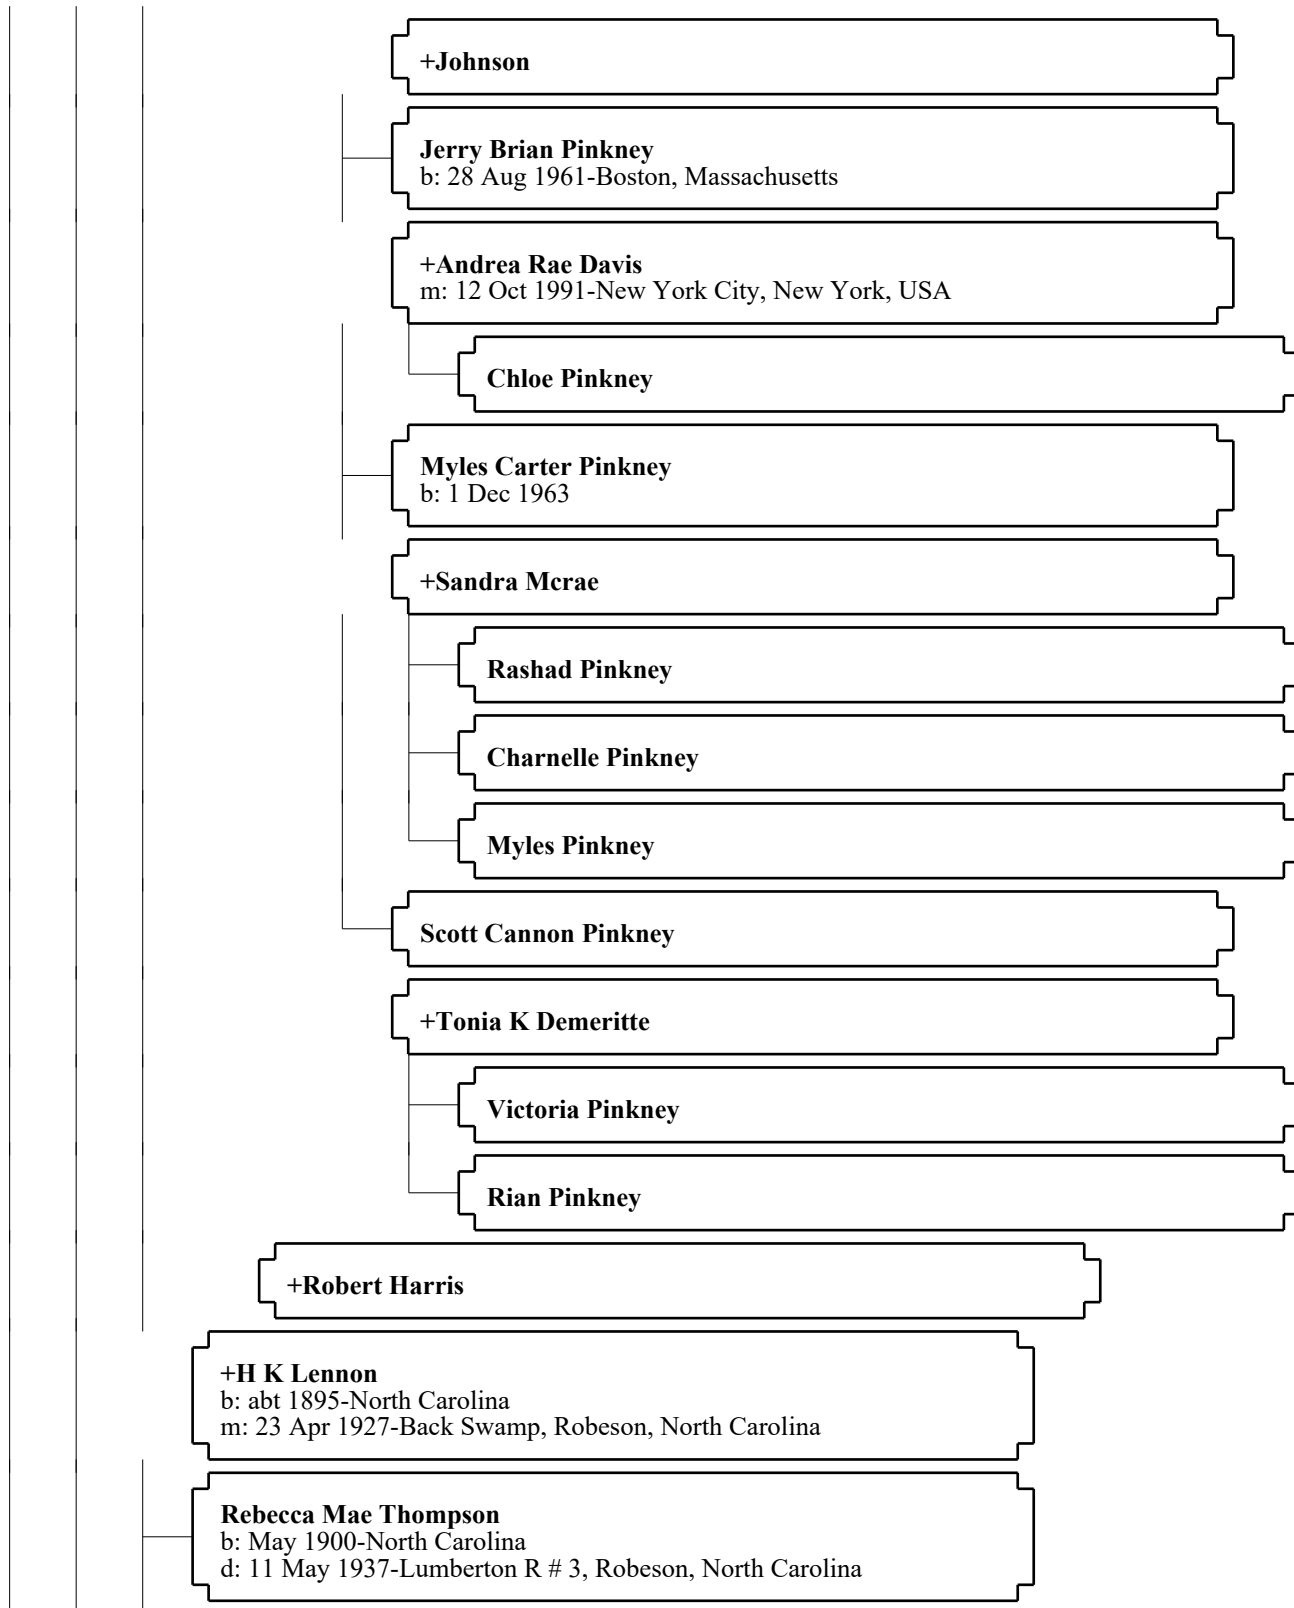 +Johnson
Jerry Brian Pinkney
b: 28 Aug 1961-Boston, Massachusetts
+Andrea Rae Davis
m: 12 Oct 1991-New York City, New York, USA
Chloe Pinkney
Myles Carter Pinkney
b: 1 Dec 1963
+Sandra Mcrae
Rashad Pinkney
Charnelle Pinkney
Myles Pinkney
Scott Cannon Pinkney
+Tonia K Demeritte
Victoria Pinkney
Rian Pinkney
+Robert Harris
+H K Lennon
b: abt 1895-North Carolina
m: 23 Apr 1927-Back Swamp, Robeson, North Carolina
Rebecca Mae Thompson
b: May 1900-North Carolina
d: 11 May 1937-Lumberton R # 3, Robeson, North Carolina